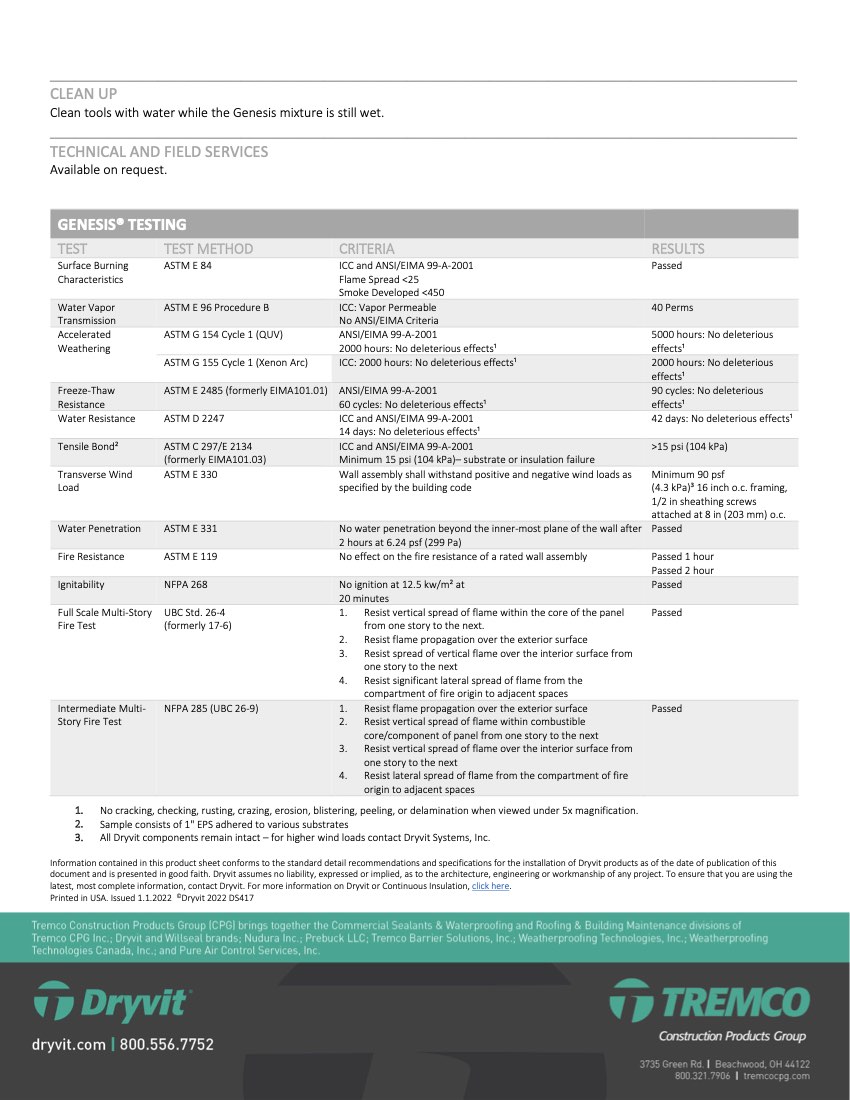 CLEAN UP
Clean tools with water while the Genesis mixture is still wet.
TECHNICAL AND FIELD SERVICES
Available on request.
GENESIS® TESTING
TEST TEST METHOD CRITERIA RESULTS
Surface Burning Characteristics
ASTM E 84
ICC and ANSI/EIMA 99-A-2001
Flame Spread <25
Smoke Developed <450
Passed
Water Vapor
Transmission
ASTM E 96 Procedure B
ICC: Vapor Permeable
No ANSI/EIMA Criteria
40 Perms
Accelerated
Weathering
ASTM G 154 Cycle 1 (QUV)
ANSI/EIMA 99-A-2001
2000 hours: No deleterious effects¹
5000 hours: No deleterious
effects¹
ASTM G 155 Cycle 1 (Xenon Arc)
ICC: 2000 hours: No deleterious effects¹
2000 hours: No deleterious
effects¹
Freeze-Thaw
Resistance
ASTM E 2485 (formerly EIMA101.01)
ANSI/EIMA 99-A-2001
60 cycles: No deleterious effects¹
90 cycles: No deleterious
effects¹
Water Resistance
ASTM D 2247
ICC and ANSI/EIMA 99-A-2001
14 days: No deleterious effects¹
42 days: No deleterious effects¹
Tensile Bond²
ASTM C 297/E 2134
(formerly EIMA101.03)
ICC and ANSI/EIMA 99-A-2001
Minimum 15 psi (104 kPa)– substrate or insulation failure
>15 psi (104 kPa)
Transverse Wind
Load
ASTM E 330
Wall assembly shall withstand positive and negative wind loads as
specified by the building code
Minimum 90 psf
(4.3 kPa)³ 16 inch o.c. framing,
1/2 in sheathing screws
attached at 8 in (203 mm) o.c.
Water Penetration
ASTM E 331
No water penetration beyond the inner-most plane of the wall after
2 hours at 6.24 psf (299 Pa)
Passed
Fire Resistance
ASTM E 119
No effect on the fire resistance of a rated wall assembly
Passed 1 hour
Passed 2 hour
Ignitability
NFPA 268
No ignition at 12.5 kw/m² at
20 minutes
Passed
Full Scale Multi-Story
Fire Test
UBC Std. 26-4
(formerly 17-6)
1. Resist vertical spread of flame within the core of the panel
from one story to the next.
2. Resist flame propagation over the exterior surface
3. Resist spread of vertical flame over the interior surface from
one story to the next
4. Resist significant lateral spread of flame from the
compartment of fire origin to adjacent spaces
Passed
Intermediate Multi-
Story Fire Test
NFPA 285 (UBC 26-9)
1. Resist flame propagation over the exterior surface
2. Resist vertical spread of flame within combustible
core/component of panel from one story to the next
3. Resist vertical spread of flame over the interior surface from
one story to the next
4. Resist lateral spread of flame from the compartment of fire
origin to adjacent spaces
Passed
1. No cracking, checking, rusting, crazing, erosion, blistering, peeling, or delamination when viewed under 5x magnification.
2. Sample consists of 1" EPS adhered to various substrates
3. All Dryvit components remain intact – for higher wind loads contact Dryvit Systems, Inc.
Information contained in this product sheet conforms to the standard detail recommendations and specifications for the installation of Dryvit products as of the date of publication of this
document and is presented in good faith. Dryvit assumes no liability, expressed or implied, as to the architecture, engineering or workmanship of any project. To ensure that you are using the
latest, most complete information, contact Dryvit. For more information on Dryvit or Continuous Insulation, click here.
Printed in USA. Issued 1.1.2022 ©Dryvit 2022 DS417
Tremco Construction Products Group (CPG) brings together the Commercial Sealants & Waterproofing and Roofing & Building Maintenance divisions of
Tremco CPG Inc.; Dryvit and Willseal brands; Nudura Inc.; Prebuck LLC; Tremco Barrier Solutions, Inc.; Weatherproofing Technologies, Inc.; Weatherproofing
Technologies Canada, Inc.; and Pure Air Control Services, Inc.
Dryvit®
dryvit.com | 800.556.7752
TREMCO
Construction Products Group
3735 Green Rd. | Beachwood, OH 44122
800.321.7906 | tremcocpg.com